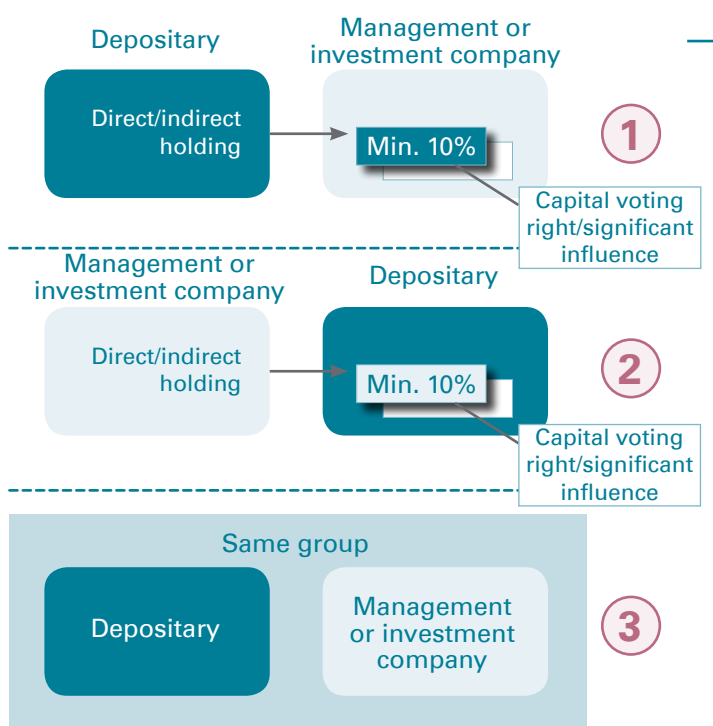 Depositary
Management or
investment company
Direct/indirect
holding
Min. 10%
1
Capital voting
right/significant
influence
Management or
investment company
Depositary
Direct/indirect
holding
Min. 10%
2
Capital voting
right/significant
influence
Same group
Depositary
Management
or investment
company
3